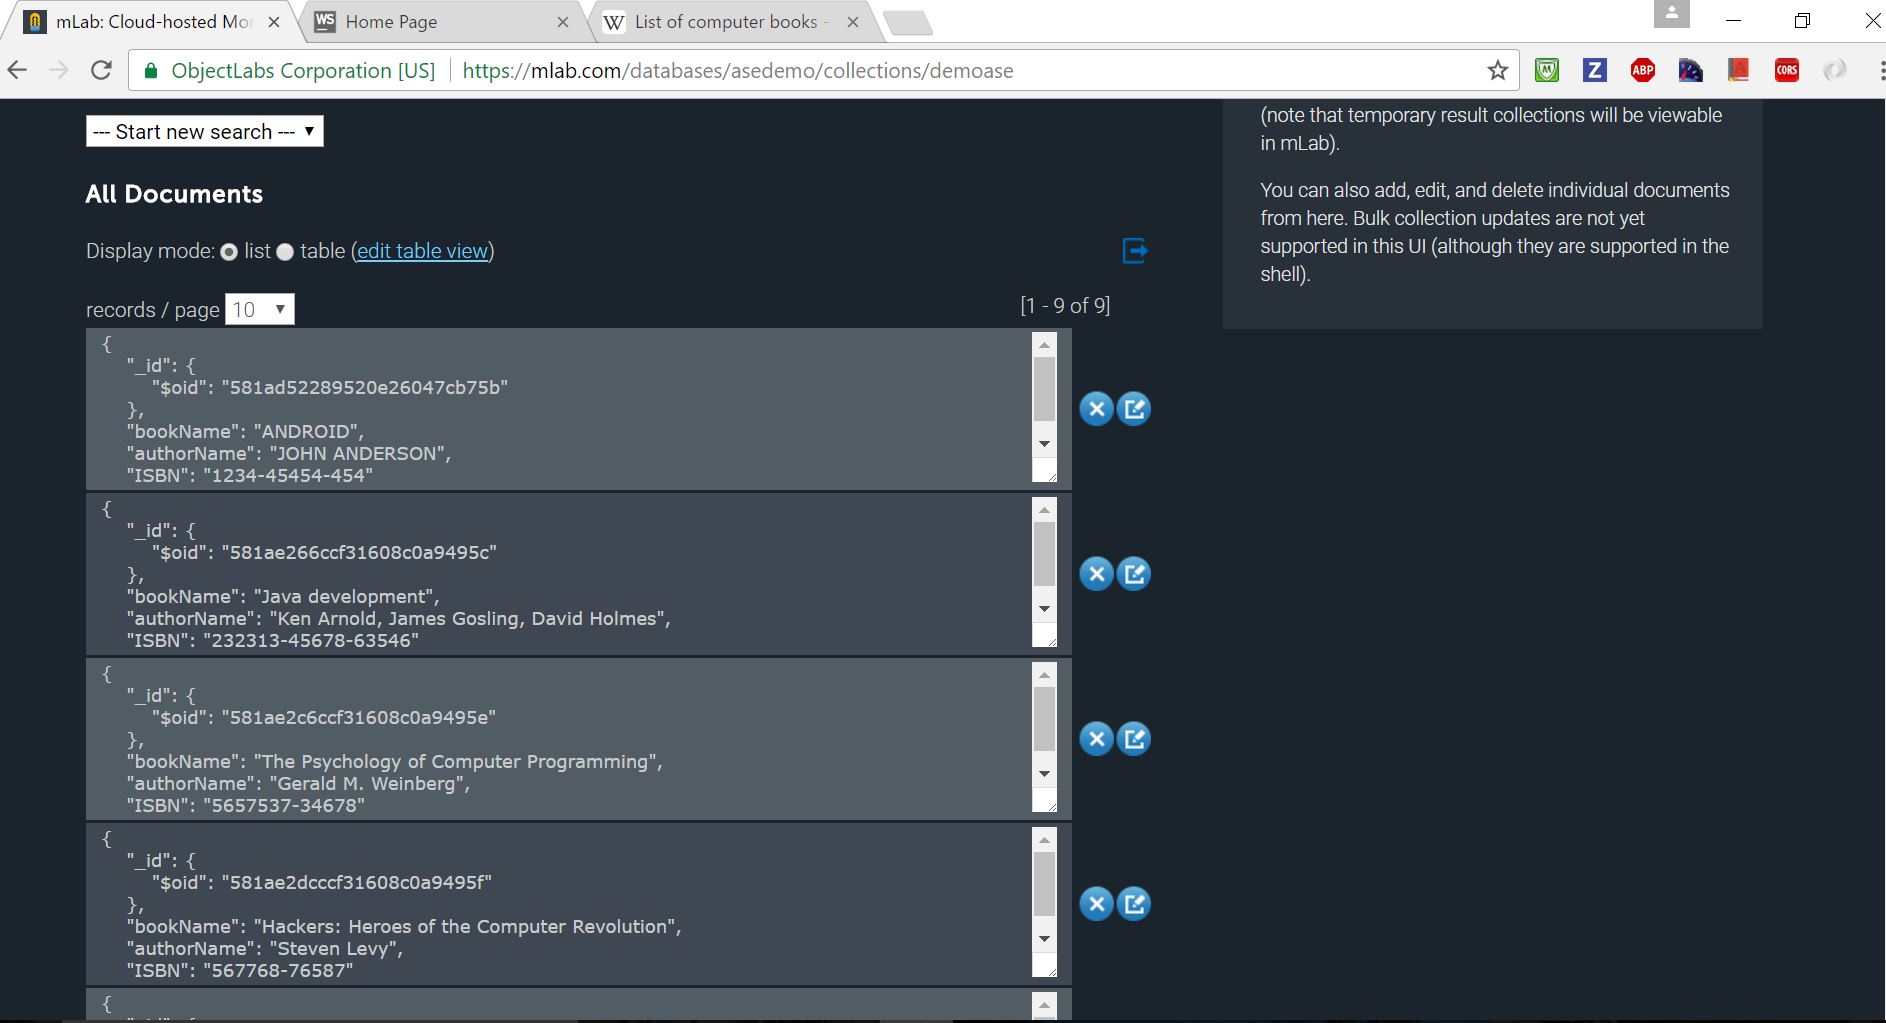 mLab: Cloud-hosted Mo
WS Home Page
W List of computer books -
ObjectLabs Corporation [US] https://mlab.com/databases/asedemo/collections/demoase
Z ABP CORS
--- Start new search ---
All Documents
Display mode: list table (edit table view)
records / page 10
[1 - 9 of 9]
{
"_id": {
"$oid": "581ad52289520e26047cb75b"
},
"bookName": "ANDROID",
"authorName": "JOHN ANDERSON",
"ISBN": "1234-45454-454"
{
"_id": {
"$oid": "581ae266ccf31608c0a9495c"
},
"bookName": "Java development",
"authorName": "Ken Arnold, James Gosling, David Holmes",
"ISBN": "232313-45678-63546"
{
"_id": {
"$oid": "581ae2c6ccf31608c0a9495e"
},
"bookName": "The Psychology of Computer Programming",
"authorName": "Gerald M. Weinberg",
"ISBN": "5657537-34678"
{
"_id": {
"$oid": "581ae2dcccf31608c0a9495f"
},
"bookName": "Hackers: Heroes of the Computer Revolution",
"authorName": "Steven Levy",
"ISBN": "567768-76587"
{
(note that temporary result collections will be viewable
in mLab).
You can also add, edit, and delete individual documents
from here. Bulk collection updates are not yet
supported in this UI (although they are supported in the
shell).